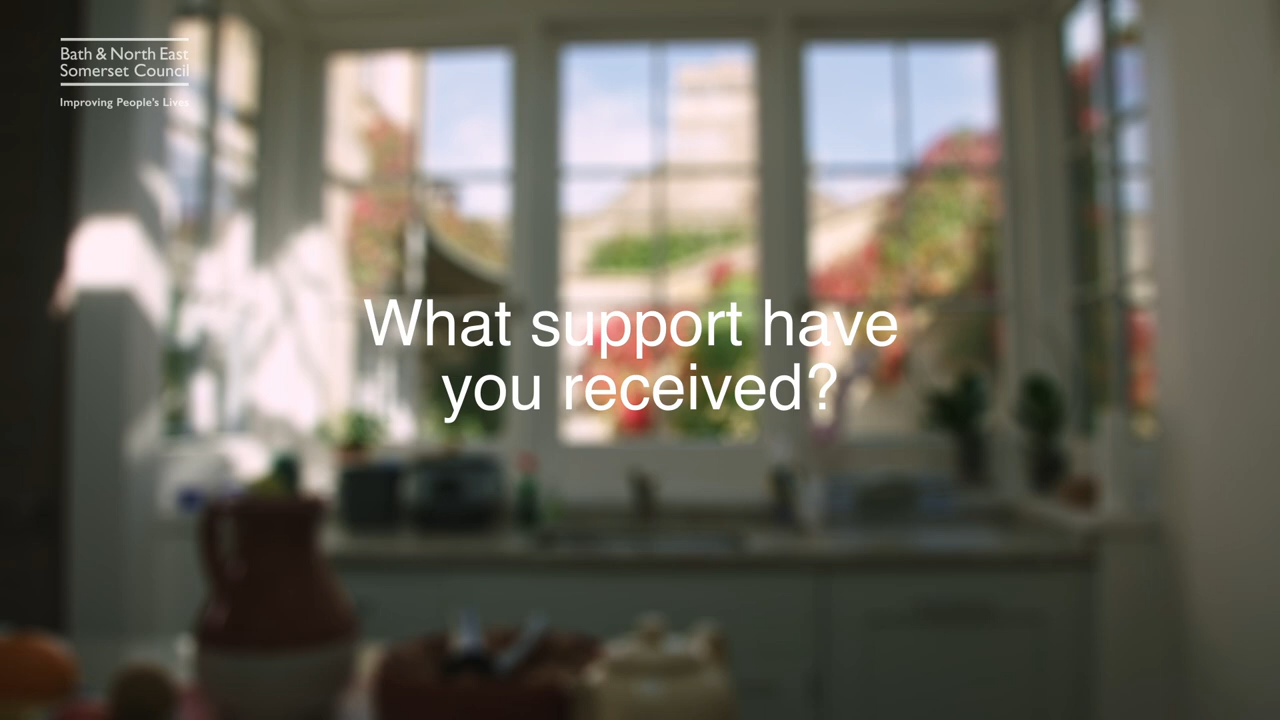 Bath & North East
Somerset Council
Improving People's Lives
What support have
you received?